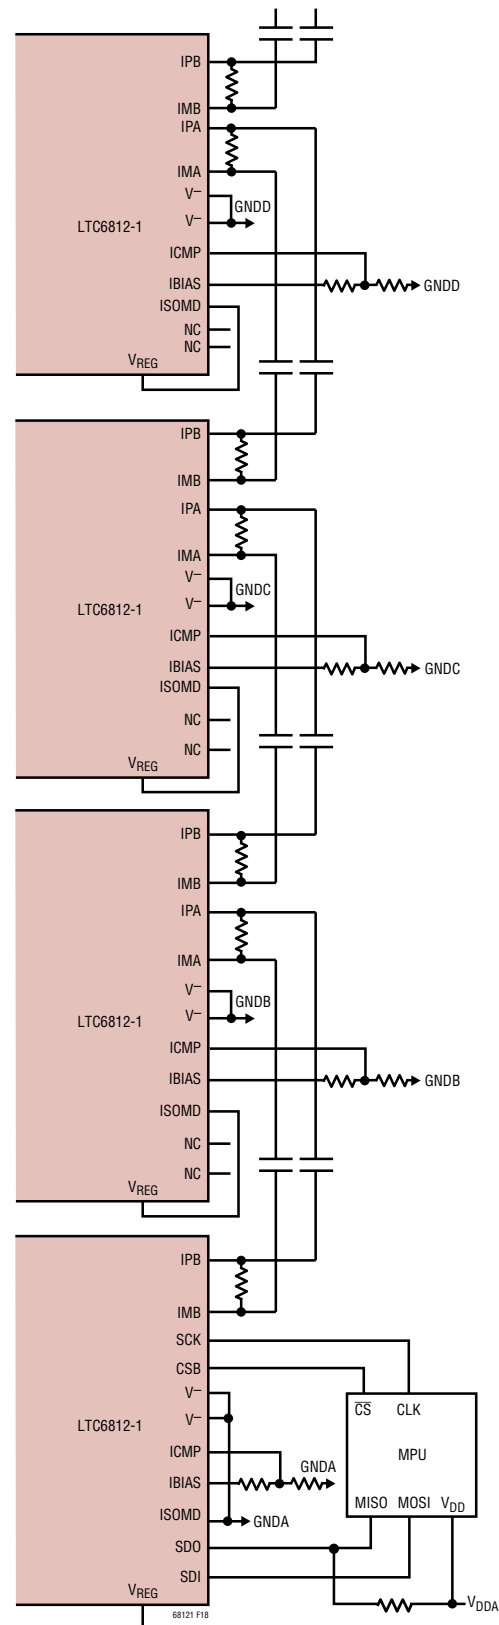 IPB
IMB
IPA
IMA
V–
GNDD
V–
LTC6812-1
ICMP
IBIAS
GNDD
ISOMD
NC
NC
VREG
IPB
IMB
IPA
IMA
V–
GNDC
V–
LTC6812-1
ICMP
IBIAS
GNDC
ISOMD
NC
NC
VREG
IPB
IMB
IPA
IMA
V–
GNDB
V–
LTC6812-1
ICMP
IBIAS
GNDB
ISOMD
NC
NC
VREG
IPB
IMB
SCK
CSB
V–
CS CLK
V–
LTC6812-1
ICMP
MPU
GNDA
IBIAS
MISO MOSI VDD
ISOMD
GNDA
SDO
SDI
VREG
VDDA
68121 F18